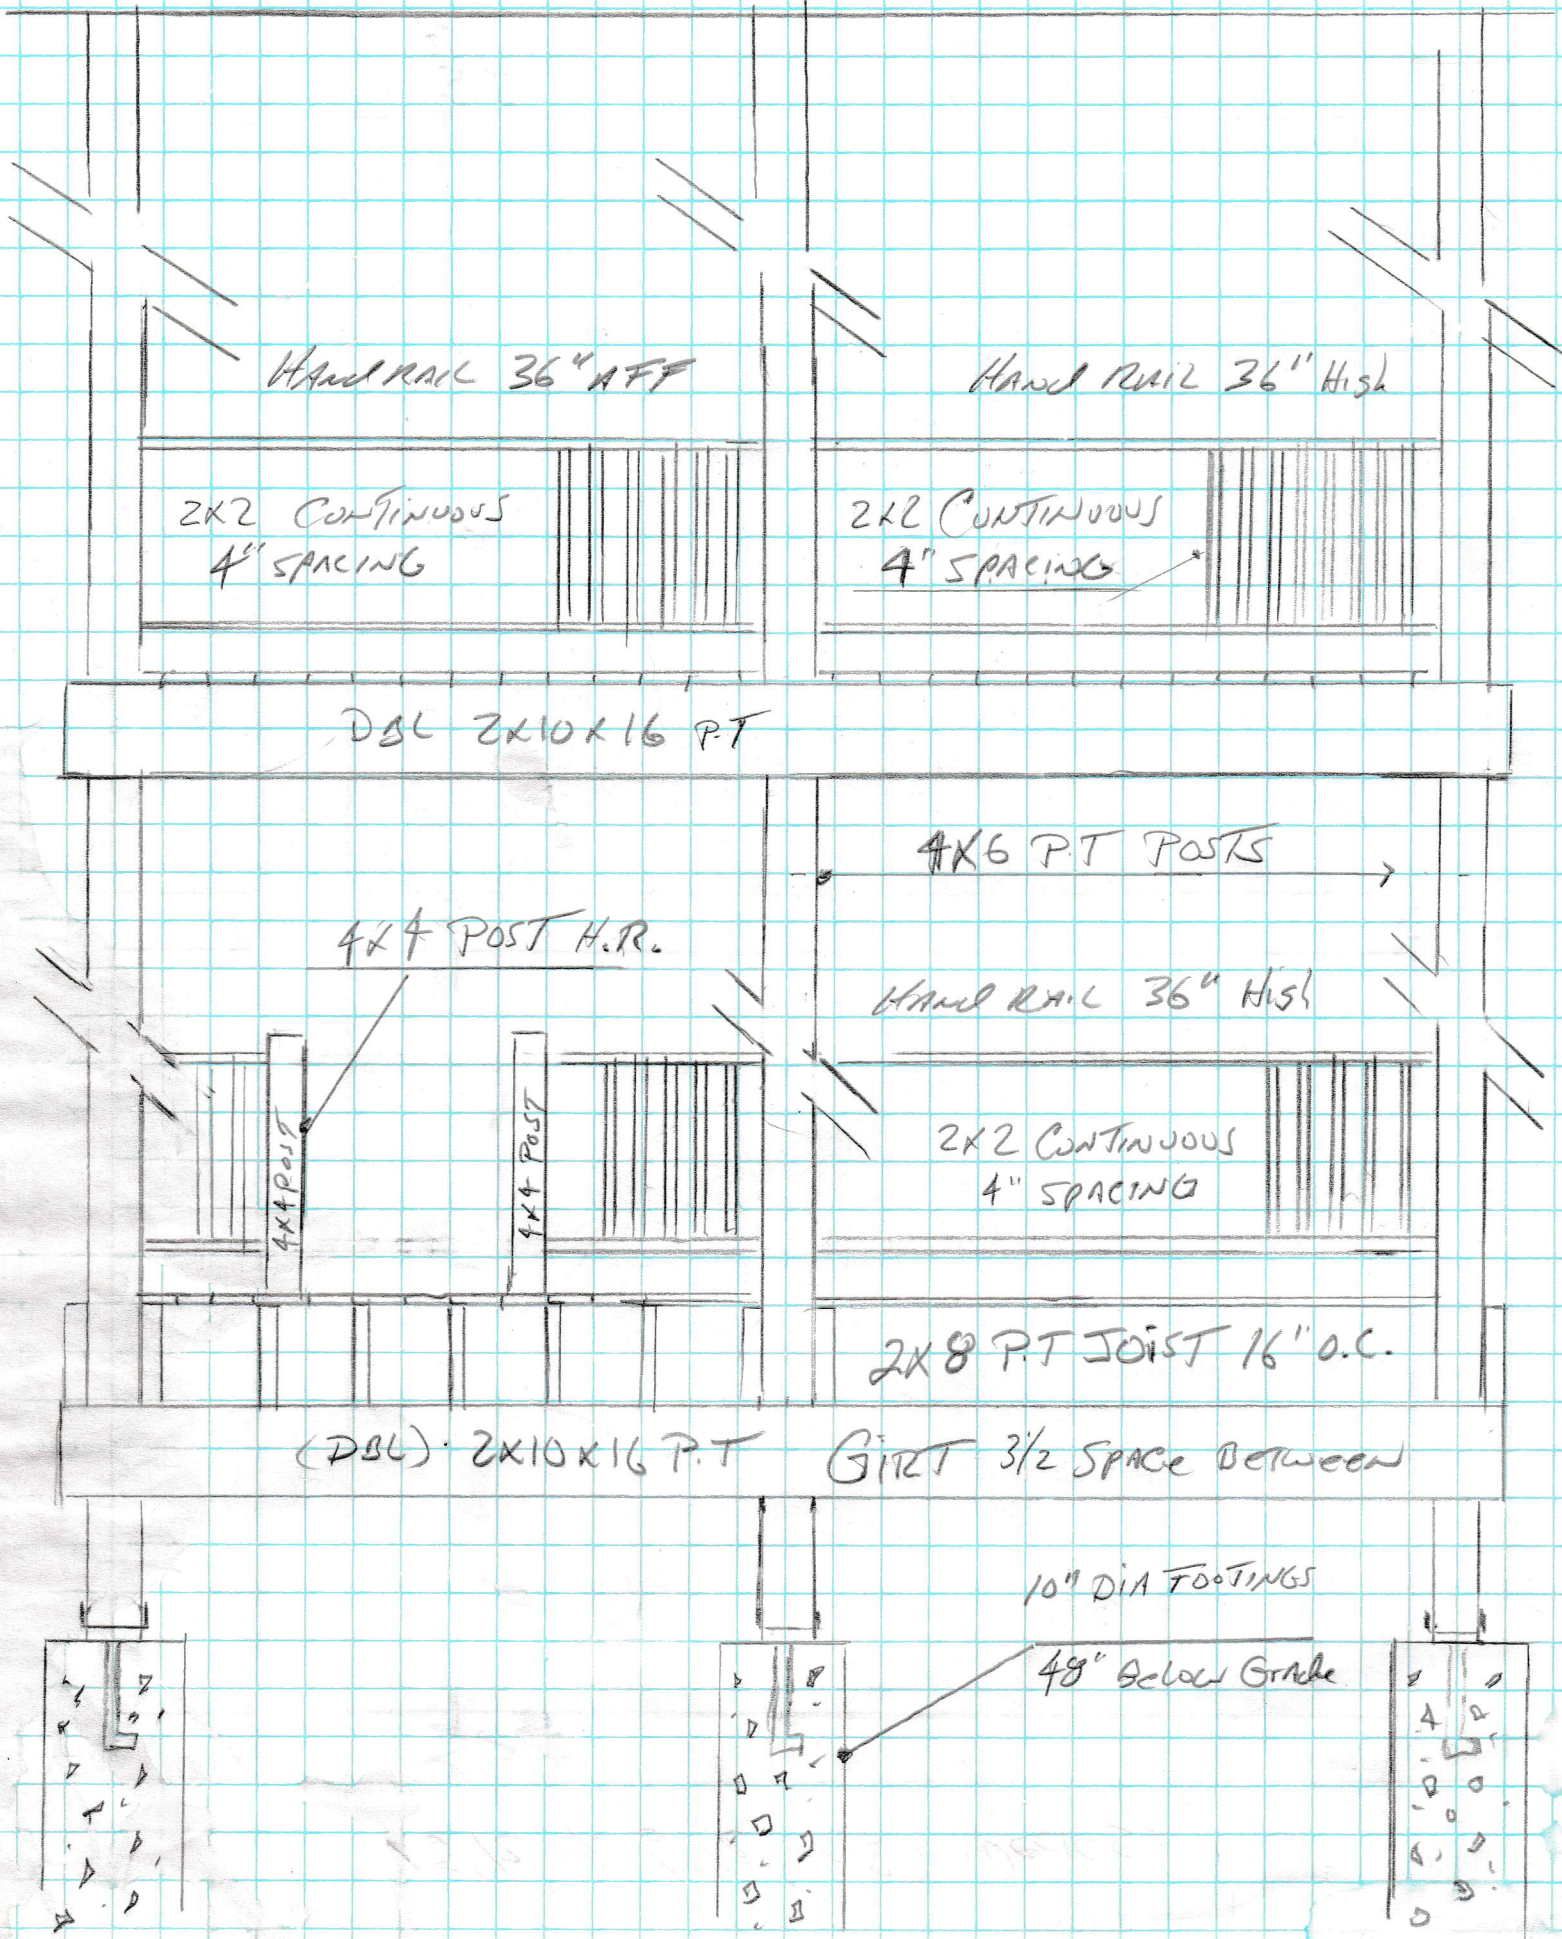 HAND RAIL 36" AFF
HAND RAIL 36" High
2X2 CONTINUOUS
4" SPACING
2X2 CONTINUOUS
4" SPACING
DBL 2X10X16 P.T
4X6 P.T POSTS
4X4 POST H.R.
HAND RAIL 36" High
4X4 POST
4X4 POST
2X2 CONTINUOUS
4" SPACING
2X8 P.T JOIST 16" O.C.
(DBL) 2X10X16 P.T GIRT 3 1/2 SPACE BETWEEN
10" DIA FOOTINGS
48" Below Grade